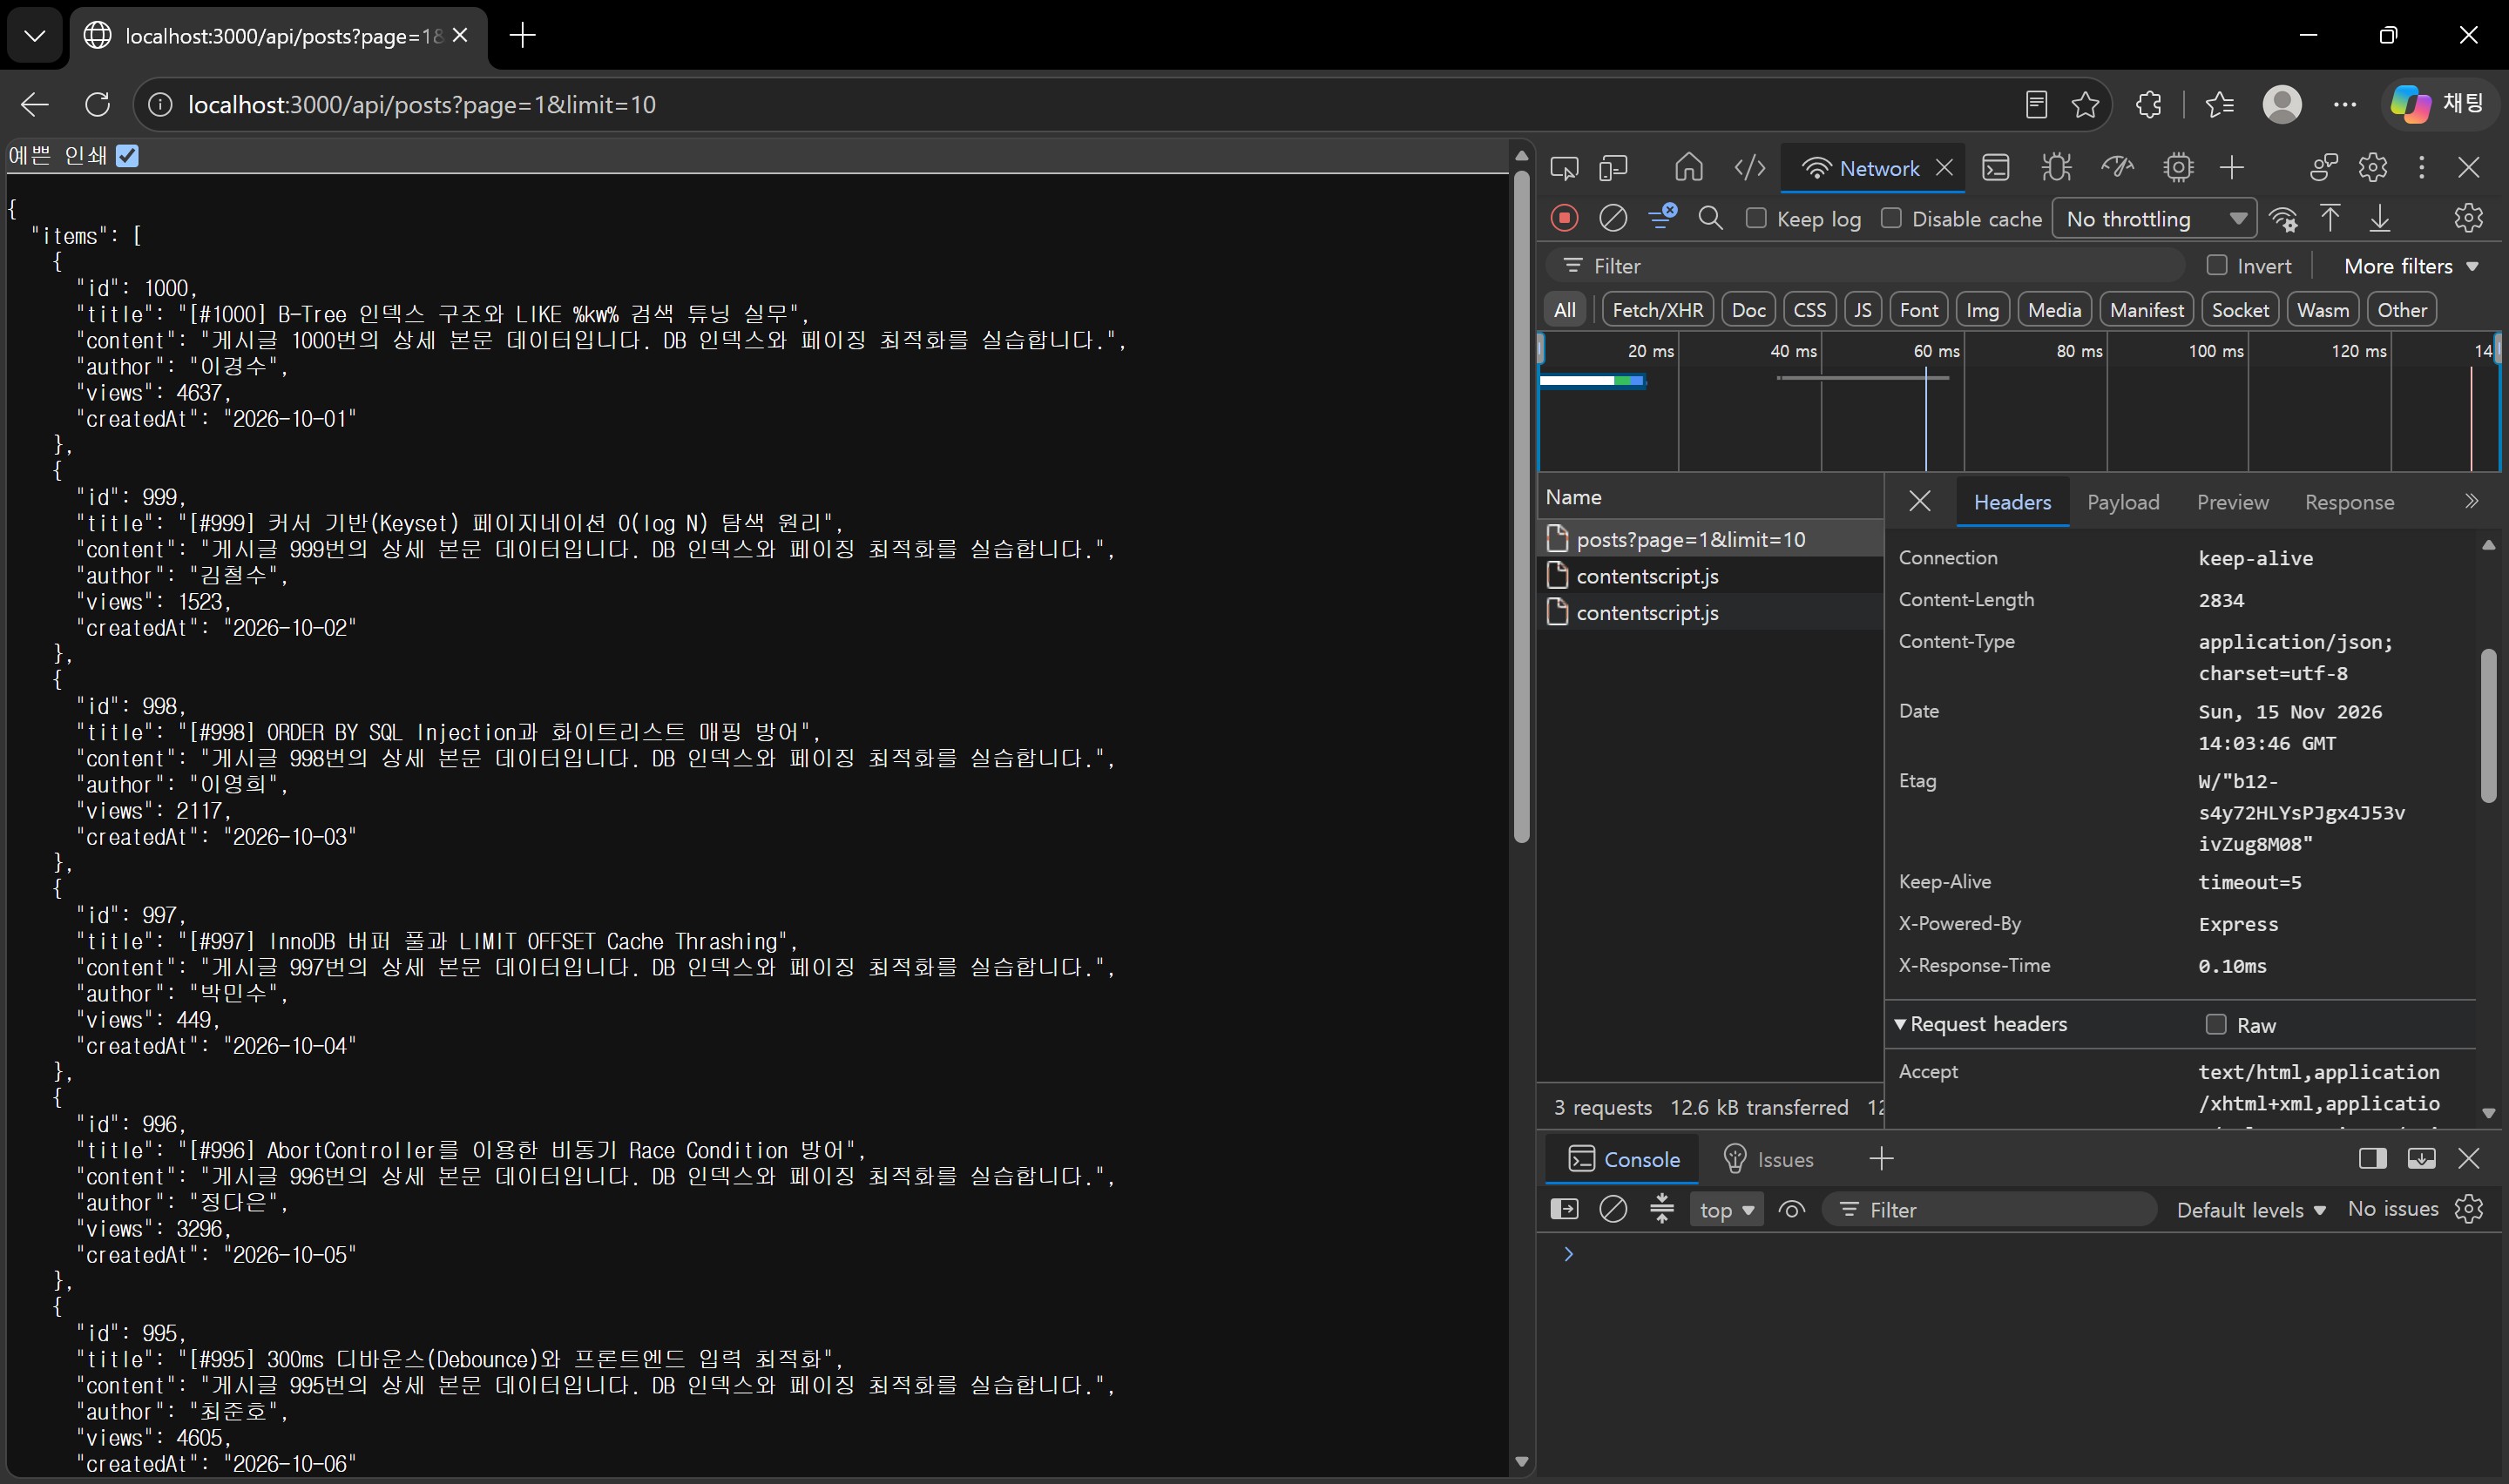 localhost:3000/api/posts?page=1&
localhost:3000/api/posts?page=1&limit=10
채팅
예쁜 인쇄
{
"items": [
{
"id": 1000,
"title": "[#1000] B-Tree 인덱스 구조와 LIKE %kw% 검색 튜닝 실무",
"content": "게시글 1000번의 상세 본문 데이터입니다. DB 인덱스와 페이징 최적화를 실습합니다.",
"author": "이경수",
"views": 4637,
"createdAt": "2026-10-01"
},
{
"id": 999,
"title": "[#999] 커서 기반(Keyset) 페이지네이션 O(log N) 탐색 원리",
"content": "게시글 999번의 상세 본문 데이터입니다. DB 인덱스와 페이징 최적화를 실습합니다.",
"author": "김철수",
"views": 1523,
"createdAt": "2026-10-02"
},
{
"id": 998,
"title": "[#998] ORDER BY SQL Injection과 화이트리스트 매핑 방어",
"content": "게시글 998번의 상세 본문 데이터입니다. DB 인덱스와 페이징 최적화를 실습합니다.",
"author": "이영희",
"views": 2117,
"createdAt": "2026-10-03"
},
{
"id": 997,
"title": "[#997] InnoDB 버퍼 풀과 LIMIT OFFSET Cache Thrashing",
"content": "게시글 997번의 상세 본문 데이터입니다. DB 인덱스와 페이징 최적화를 실습합니다.",
"author": "박민수",
"views": 449,
"createdAt": "2026-10-04"
},
{
"id": 996,
"title": "[#996] AbortController를 이용한 비동기 Race Condition 방어",
"content": "게시글 996번의 상세 본문 데이터입니다. DB 인덱스와 페이징 최적화를 실습합니다.",
"author": "정다은",
"views": 3296,
"createdAt": "2026-10-05"
},
{
"id": 995,
"title": "[#995] 300ms 디바운스(Debounce)와 프론트엔드 입력 최적화",
"content": "게시글 995번의 상세 본문 데이터입니다. DB 인덱스와 페이징 최적화를 실습합니다.",
"author": "최준호",
"views": 4605,
"createdAt": "2026-10-06"
Network
Keep log Disable cache No throttling
Filter Invert More filters
All Fetch/XHR Doc CSS JS Font Img Media Manifest Socket Wasm Other
20 ms 40 ms 60 ms 80 ms 100 ms 120 ms 14
Name
posts?page=1&limit=10
contentscript.js
contentscript.js
3 requests 12.6 kB transferred 12
Headers Payload Preview Response
Connection keep-alive
Content-Length 2834
Content-Type application/json;
charset=utf-8
Date Sun, 15 Nov 2026
14:03:46 GMT
Etag W/"b12-
s4y72HLYsPJgx4J53v
ivZug8M08"
Keep-Alive timeout=5
X-Powered-By Express
X-Response-Time 0.10ms
Request headers Raw
Accept text/html,application
/xhtml+xml,applicatio
Console Issues
top Filter Default levels No issues